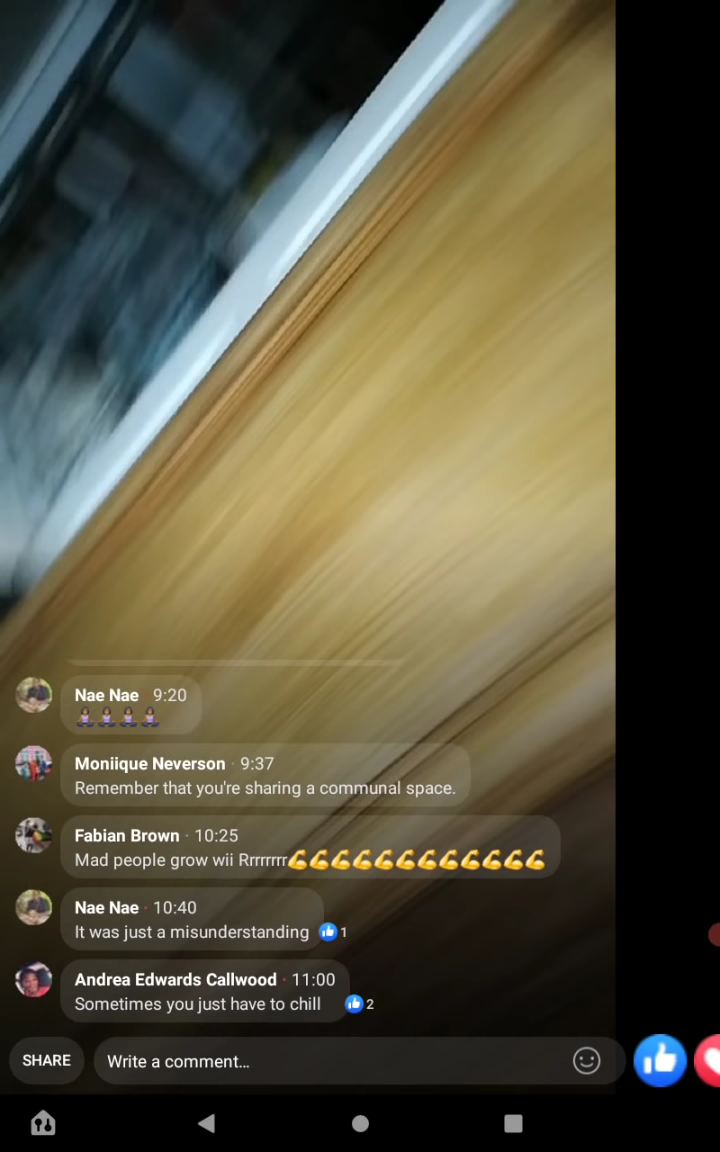 Nae Nae 9:20
🧘🏽‍♀️🧘🏽‍♀️🧘🏽‍♀️🧘🏽‍♀️
Moniique Neverson · 9:37
Remember that you're sharing a communal space.
Fabian Brown · 10:25
Mad people grow wii Rrrrrrr💪💪💪💪💪💪💪💪💪💪💪💪
Nae Nae · 10:40
It was just a misunderstanding 👍 1
Andrea Edwards Callwood · 11:00
Sometimes you just have to chill 👍 2
SHARE Write a comment…